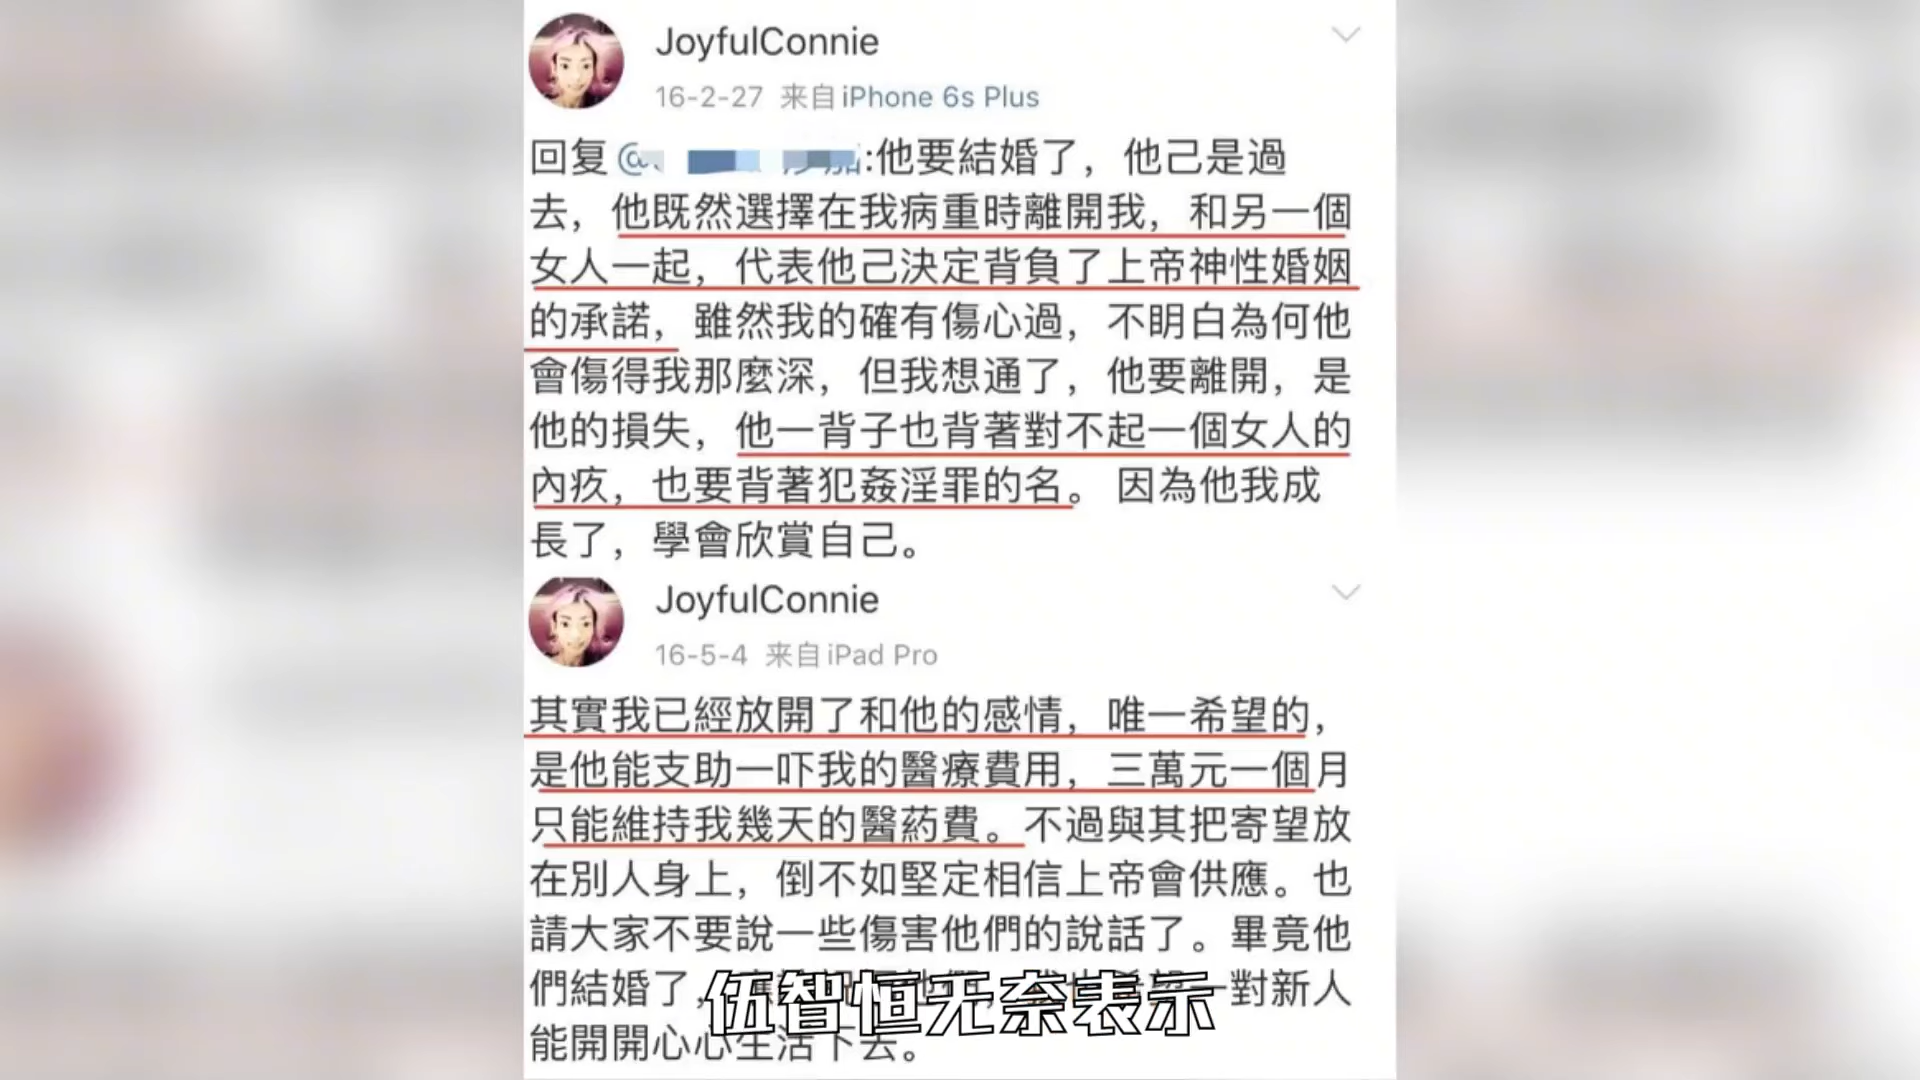 JoyfulConnie
16-2-27 来自 iPhone 6s Plus
回复@ :他要結婚了，他己是過
去，他既然選擇在我病重時離開我，和另一個
女人一起，代表他己決定背負了上帝神性婚姻
的承諾，雖然我的確有傷心過，不明白為何他
會傷得我那麼深，但我想通了，他要離開，是
他的損失，他一背子也背著對不起一個女人的
內疚，也要背著犯姦淫罪的名。 因為他我成
長了，學會欣賞自己。
JoyfulConnie
16-5-4 来自 iPad Pro
其實我已經放開了和他的感情，唯一希望的，
是他能支助一吓我的醫療費用，三萬元一個月
只能維持我幾天的醫药費。不過與其把寄望放
在別人身上，倒不如堅定相信上帝會供應。也
請大家不要說一些傷害他們的說話了。畢竟他
們結婚了，一對新人
伍智恒无奈表示
能開開心心生活下去。